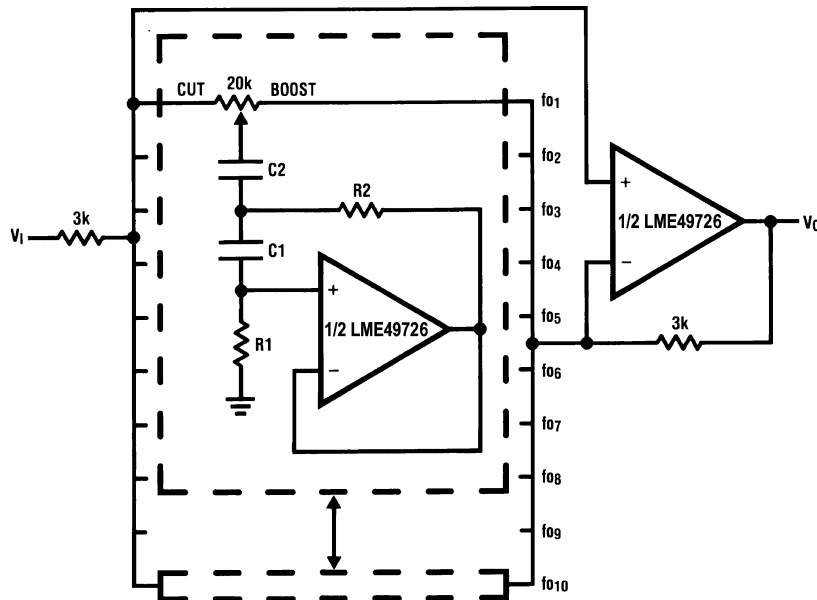 CUT 20k BOOST
fo1
fo2
C2
R2
fo3
3k
VI
C1
fo4
+
1/2 LME49726
−
VO
+
1/2 LME49726
−
R1
fo5
3k
fo6
fo7
fo8
fo9
fo10